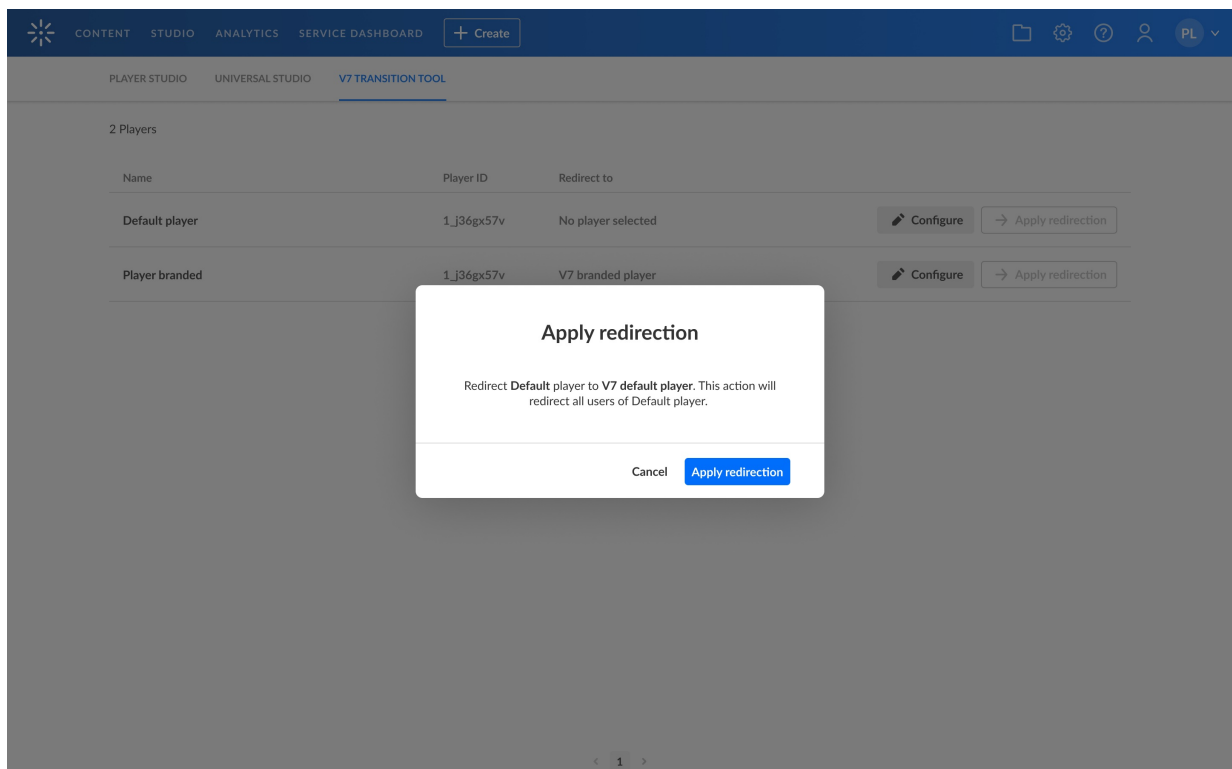 CONTENT STUDIO ANALYTICS SERVICE DASHBOARD + Create PL
PLAYER STUDIO UNIVERSAL STUDIO V7 TRANSITION TOOL
2 Players
Name Player ID Redirect to
Default player 1_j36gx57v No player selected Configure → Apply redirection
Player branded 1_j36gx57v V7 branded player Configure → Apply redirection
Apply redirection
Redirect Default player to V7 default player. This action will
redirect all users of Default player.
Cancel Apply redirection
< 1 >